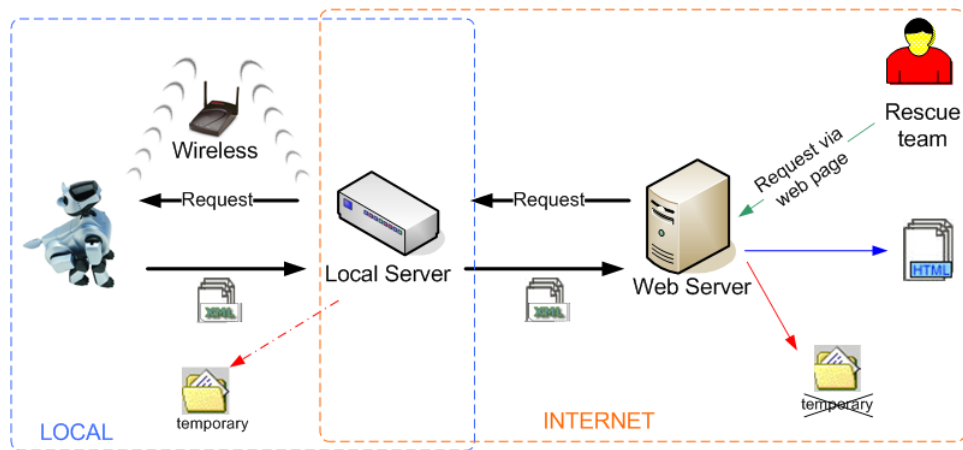 Rescue
team
Wireless
Request via
web page
Request
Request
Local Server
Web Server
HTML
XML
XML
temporary
temporary
LOCAL
INTERNET